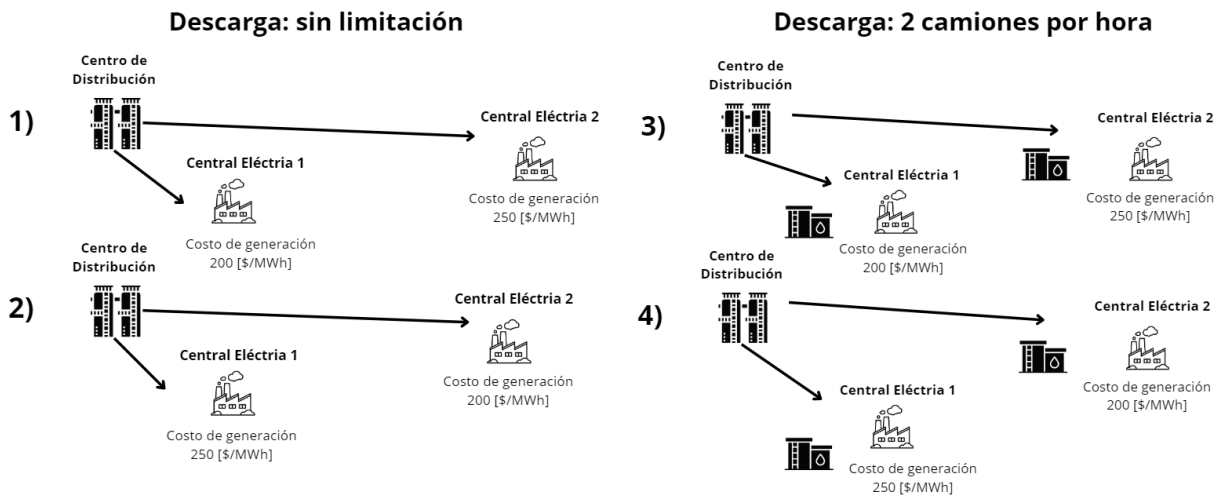 Descarga: sin limitación
Centro de
Distribución
1)
Central Eléctria 2
Central Eléctria 1
Costo de generación
250 [$/MWh]
Costo de generación
200 [$/MWh]
Centro de
Distribución
2)
Central Eléctria 2
Central Eléctria 1
Costo de generación
200 [$/MWh]
Costo de generación
250 [$/MWh]
Descarga: 2 camiones por hora
Centro de
Distribución
3)
Central Eléctria 2
Central Eléctria 1
Costo de generación
250 [$/MWh]
Costo de generación
200 [$/MWh]
Centro de
Distribución
4)
Central Eléctria 2
Central Eléctria 1
Costo de generación
200 [$/MWh]
Costo de generación
250 [$/MWh]